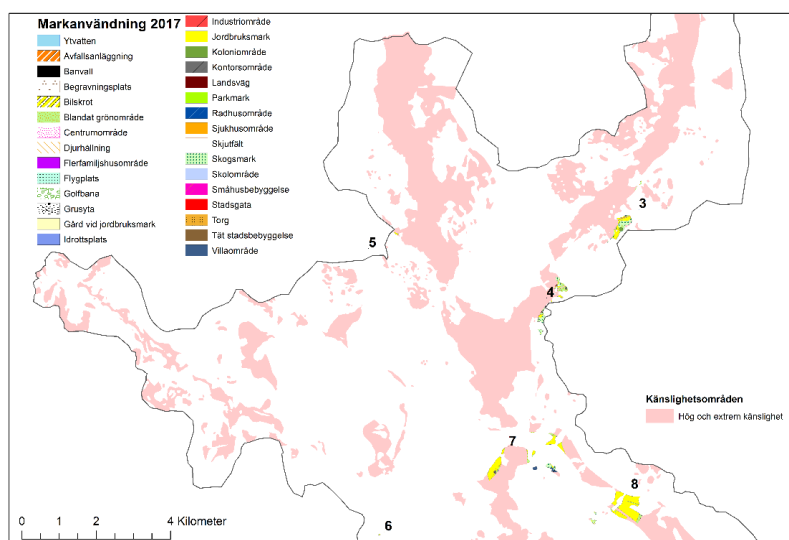 Markanvändning 2017
Ytvatten
Avfallsanläggning
Banvall
Begravningsplats
Bilskrot
Blandat grönområde
Centrumområde
Djurhållning
Flerfamiljshusområde
Flygplats
Golfbana
Grusyta
Gård vid jordbruksmark
Idrottsplats
Industriområde
Jordbruksmark
Koloniområde
Kontorsområde
Landsväg
Parkmark
Radhusområde
Sjukhusområde
Skjutfält
Skogsmark
Skolområde
Småhusbebyggelse
Stadsgata
Torg
Tät stadsbebyggelse
Villaområde
3
5
4
Känslighetsområden
Hög och extrem känslighet
7
8
6
0 1 2 4 Kilometer